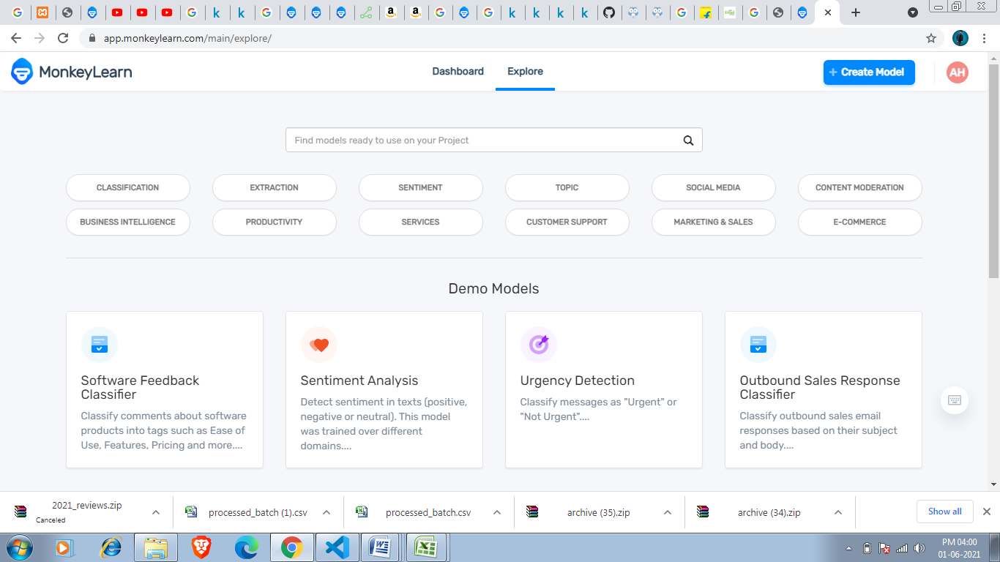 app.monkeylearn.com/main/explore/
MonkeyLearn
Dashboard
Explore
+ Create Model
AH
Find models ready to use on your Project
CLASSIFICATION
EXTRACTION
SENTIMENT
TOPIC
SOCIAL MEDIA
CONTENT MODERATION
BUSINESS INTELLIGENCE
PRODUCTIVITY
SERVICES
CUSTOMER SUPPORT
MARKETING & SALES
E-COMMERCE
Demo Models
Software Feedback
Classifier
Classify comments about software
products into tags such as Ease of
Use, Features, Pricing and more....
Sentiment Analysis
Detect sentiment in texts (positive,
negative or neutral). This model
was trained over different
domains....
Urgency Detection
Classify messages as "Urgent" or
"Not Urgent"....
Outbound Sales Response
Classifier
Classify outbound sales email
responses based on their subject
and body....
2021_reviews.zip
Canceled
processed_batch (1).csv
processed_batch.csv
archive (35).zip
archive (34).zip
Show all
PM 04:00
01-06-2021